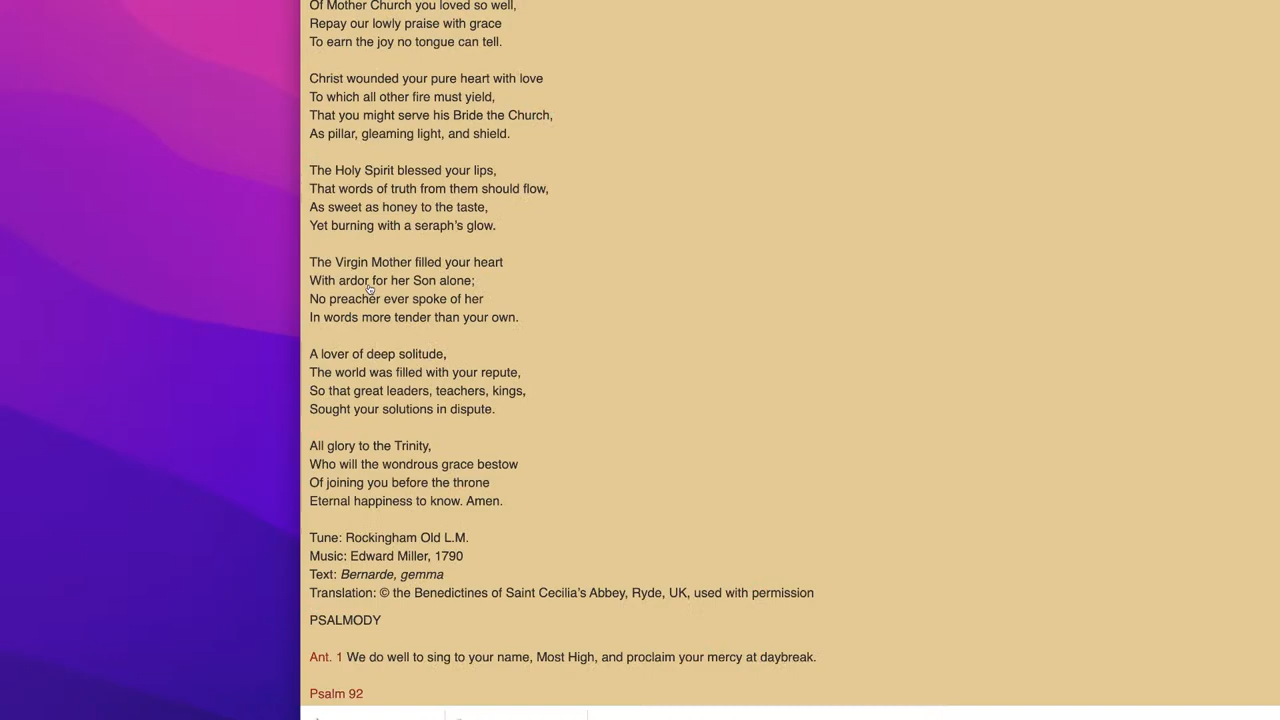 Of Mother Church you loved so well,
Repay our lowly praise with grace
To earn the joy no tongue can tell.
Christ wounded your pure heart with love
To which all other fire must yield,
That you might serve his Bride the Church,
As pillar, gleaming light, and shield.
The Holy Spirit blessed your lips,
That words of truth from them should flow,
As sweet as honey to the taste,
Yet burning with a seraph’s glow.
The Virgin Mother filled your heart
With ardor for her Son alone;
No preacher ever spoke of her
In words more tender than your own.
A lover of deep solitude,
The world was filled with your repute,
So that great leaders, teachers, kings,
Sought your solutions in dispute.
All glory to the Trinity,
Who will the wondrous grace bestow
Of joining you before the throne
Eternal happiness to know. Amen.
Tune: Rockingham Old L.M.
Music: Edward Miller, 1790
Text: Bernarde, gemma
Translation: © the Benedictines of Saint Cecilia’s Abbey, Ryde, UK, used with permission
PSALMODY
Ant. 1 We do well to sing to your name, Most High, and proclaim your mercy at daybreak.
Psalm 92